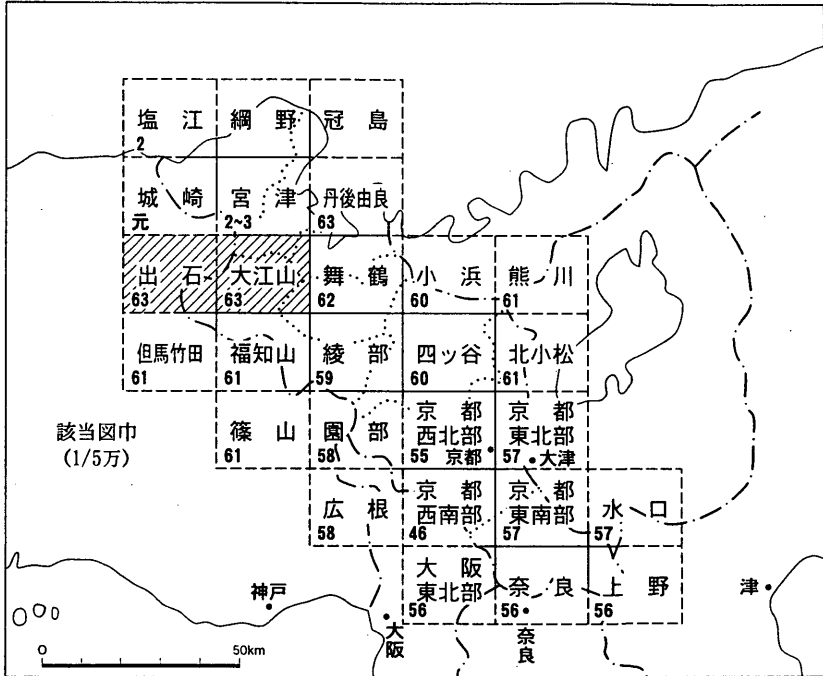 塩江 綱野 冠島
2
城崎 宮津 丹後由良
元 2~3 63
出石 大江山 舞鶴 小浜 熊川
63 63 62 60 61
但馬竹田 福知山 綾部 四ッ谷 北小松
61 61 59 60 61
該当図巾
(1/5万)
篠山 園部 京都西北部 京都東北部
61 58 55 京都 57 大津
広根 京都西南部 京都東南部 水口
58 46 57 57
大阪東北部 奈良 上野
56 56 56
神戸 大阪 奈良 津
0 50km